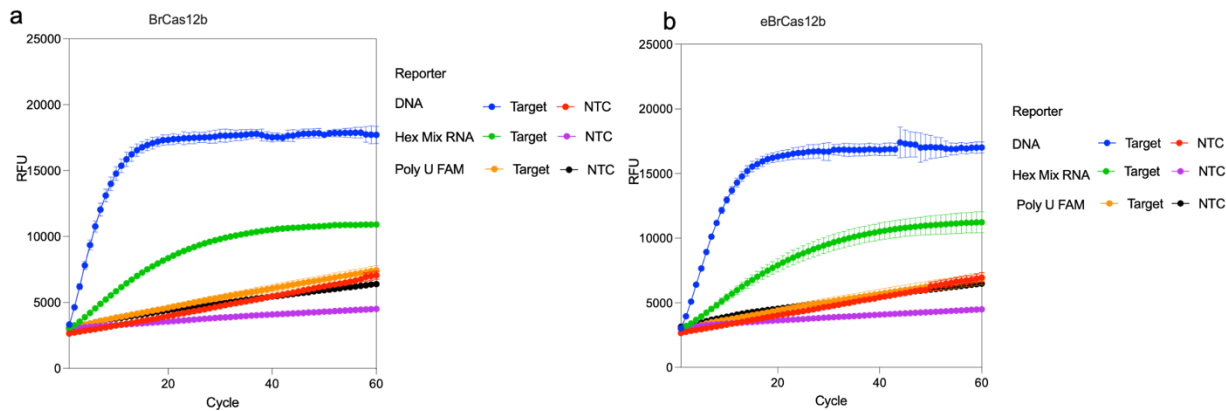 a
BrCas12b
25000
20000
15000
10000
5000
0
RFU
20
40
60
Cycle
Reporter
DNA Target NTC
Hex Mix RNA Target NTC
Poly U FAM Target NTC
b
eBrCas12b
25000
20000
15000
10000
5000
0
RFU
20
40
60
Cycle
Reporter
DNA Target NTC
Hex Mix RNA Target NTC
Poly U FAM Target NTC